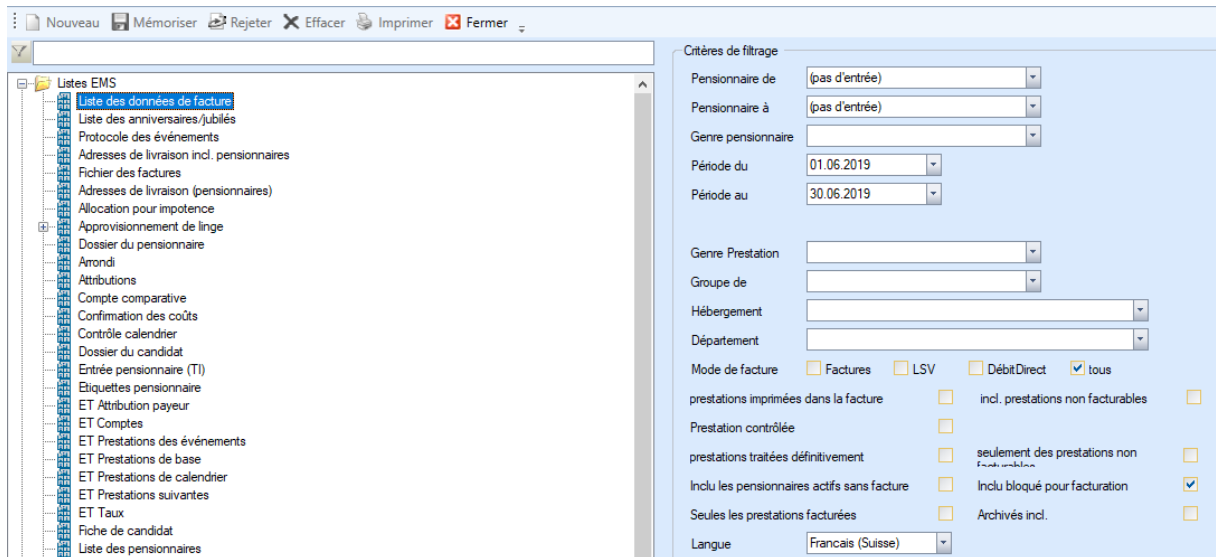 Nouveau Mémoriser Rejeter Effacer Imprimer Fermer
Listes EMS
Liste des données de facture
Liste des anniversaires/jubilés
Protocole des événements
Adresses de livraison incl. pensionnaires
Fichier des factures
Adresses de livraison (pensionnaires)
Allocation pour impotence
Approvisionnement de linge
Dossier du pensionnaire
Arrondi
Attributions
Compte comparative
Confirmation des coûts
Contrôle calendrier
Dossier du candidat
Entrée pensionnaire (TI)
Etiquettes pensionnaire
ET Attribution payeur
ET Comptes
ET Prestations des événements
ET Prestations de base
ET Prestations de calendrier
ET Prestations suivantes
ET Taux
Fiche de candidat
Liste des pensionnaires
Critères de filtrage
Pensionnaire de (pas d'entrée)
Pensionnaire à (pas d'entrée)
Genre pensionnaire
Période du 01.06.2019
Période au 30.06.2019
Genre Prestation
Groupe de
Hébergement
Département
Mode de facture Factures LSV DébitDirect tous
prestations imprimées dans la facture incl. prestations non facturables
Prestation contrôlée
prestations traitées définitivement seulement des prestations non
facturables
Inclu les pensionnaires actifs sans facture Inclu bloqué pour facturation
Seules les prestations facturées Archivés incl.
Langue Francais (Suisse)